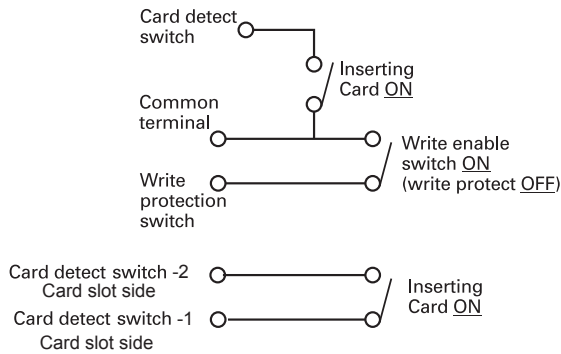 Card detect
switch
Inserting
Card ON
Common
terminal
Write enable
switch ON
(write protect OFF)
Write
protection
switch
Card detect switch -2
Card slot side
Inserting
Card ON
Card detect switch -1
Card slot side